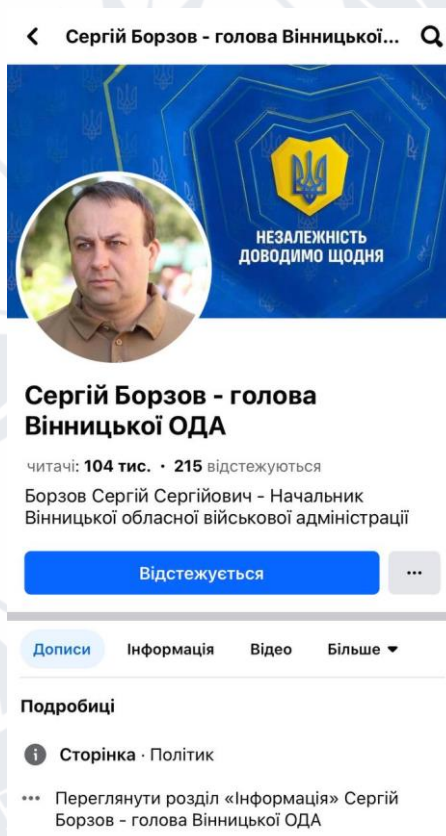 Сергій Борзов - голова Вінницької...
НЕЗАЛЕЖНІСТЬ
ДОВОДИМО ЩОДНЯ
Сергій Борзов - голова
Вінницької ОДА
читачі: 104 тис. · 215 відстежуються
Борзов Сергій Сергійович - Начальник
Вінницької обласної військової адміністрації
Відстежується
Дописи Інформація Відео Більше
Подробиці
Сторінка · Політик
Переглянути розділ «Інформація» Сергій
Борзов - голова Вінницької ОДА